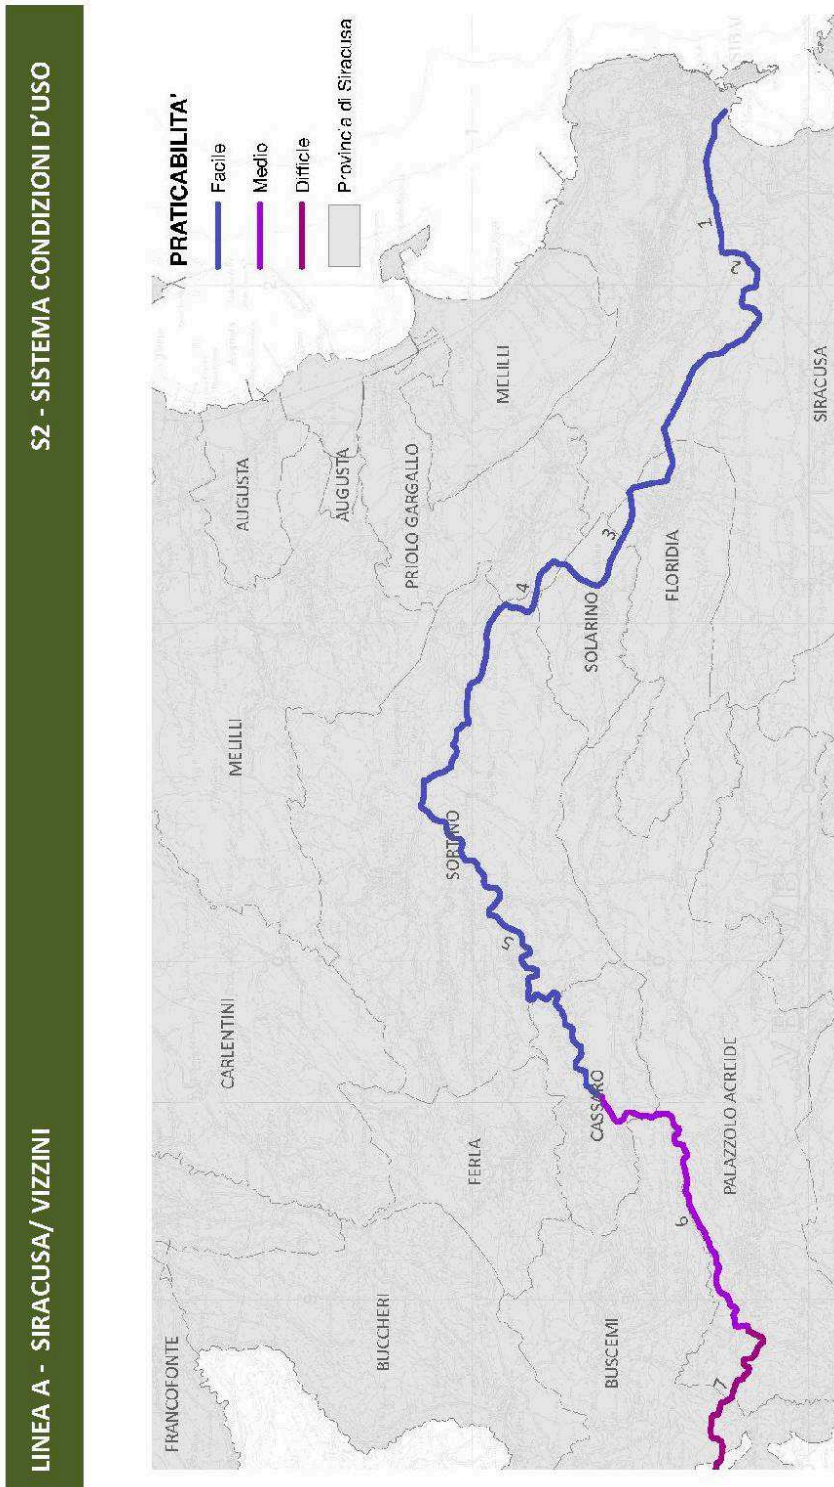 LINEA A - SIRACUSA/ VIZZINI
S2 - SISTEMA CONDIZIONI D'USO
PRATICABILITA'
Facile
Medio
Difficle
Provincia di Siracusa
FRANCOFONTE
CARLENTINI
MELILLI
AUGUSTA
AUGUSTA
BUCCHERI
FERLA
SORTINO
PRIOLO GARGALLO
MELILLI
BUSCEMI
CASSARO
SOLARINO
FLORIDIA
PALAZZOLO ACREIDE
SIRACUSA
7
6
5
4
3
2
1